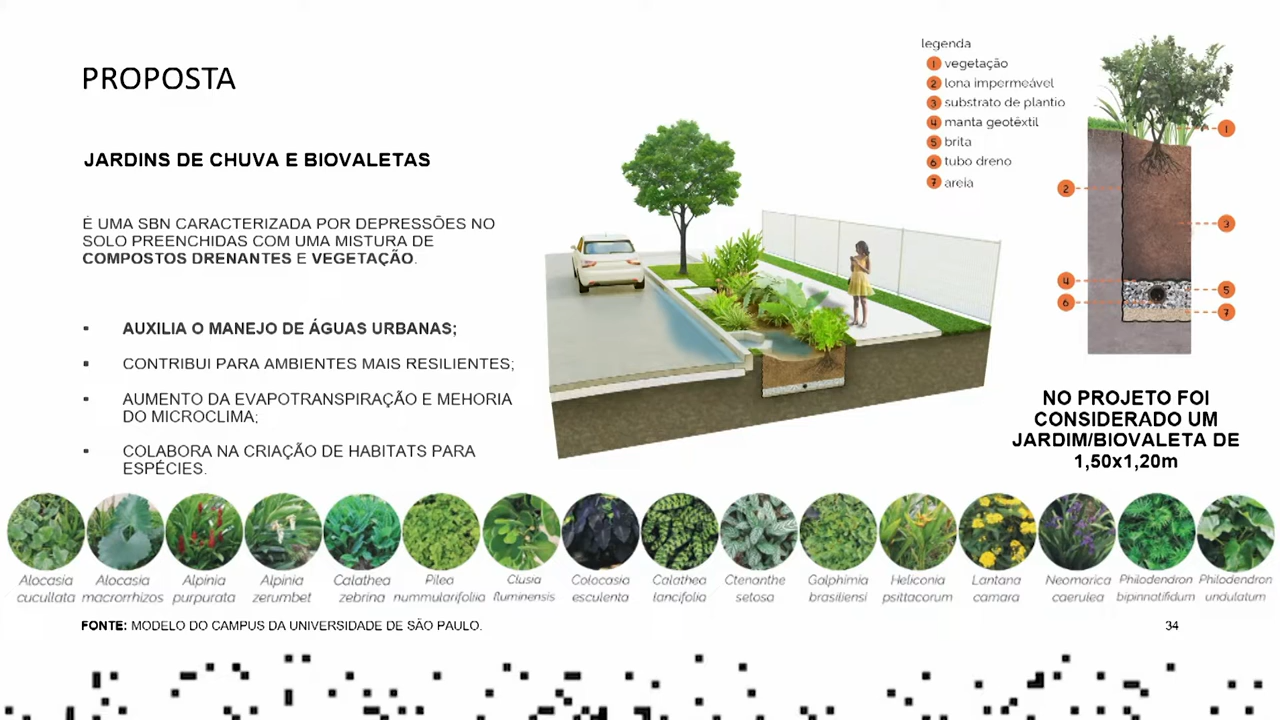 PROPOSTA
JARDINS DE CHUVA E BIOVALETAS
É UMA SBN CARACTERIZADA POR DEPRESSÕES NO
SOLO PREENCHIDAS COM UMA MISTURA DE
COMPOSTOS DRENANTES E VEGETAÇÃO.
▪ AUXILIA O MANEJO DE ÁGUAS URBANAS;
▪ CONTRIBUI PARA AMBIENTES MAIS RESILIENTES;
▪ AUMENTO DA EVAPOTRANSPIRAÇÃO E MEHORIA
DO MICROCLIMA;
▪ COLABORA NA CRIAÇÃO DE HABITATS PARA
ESPÉCIES.
legenda
1 vegetação
2 lona impermeável
3 substrato de plantio
4 manta geotêxtil
5 brita
6 tubo dreno
7 areia
1
2
3
4
5
6
7
NO PROJETO FOI
CONSIDERADO UM
JARDIM/BIOVALETA DE
1,50x1,20m
Alocasia
cucullata
Alocasia
macrorrhizos
Alpinia
purpurata
Alpinia
zerumbet
Calathea
zebrina
Pilea
nummularifoliia
Clusia
fluminensis
Colocasia
esculenta
Calathea
lancifolia
Ctenanthe
setosa
Galphimia
brasiliensi
Heliconia
psittacorum
Lantana
camara
Neomarica
caerulea
Philodendron
bipinnatifidum
Philodendron
undulatum
FONTE: MODELO DO CAMPUS DA UNIVERSIDADE DE SÃO PAULO.
34